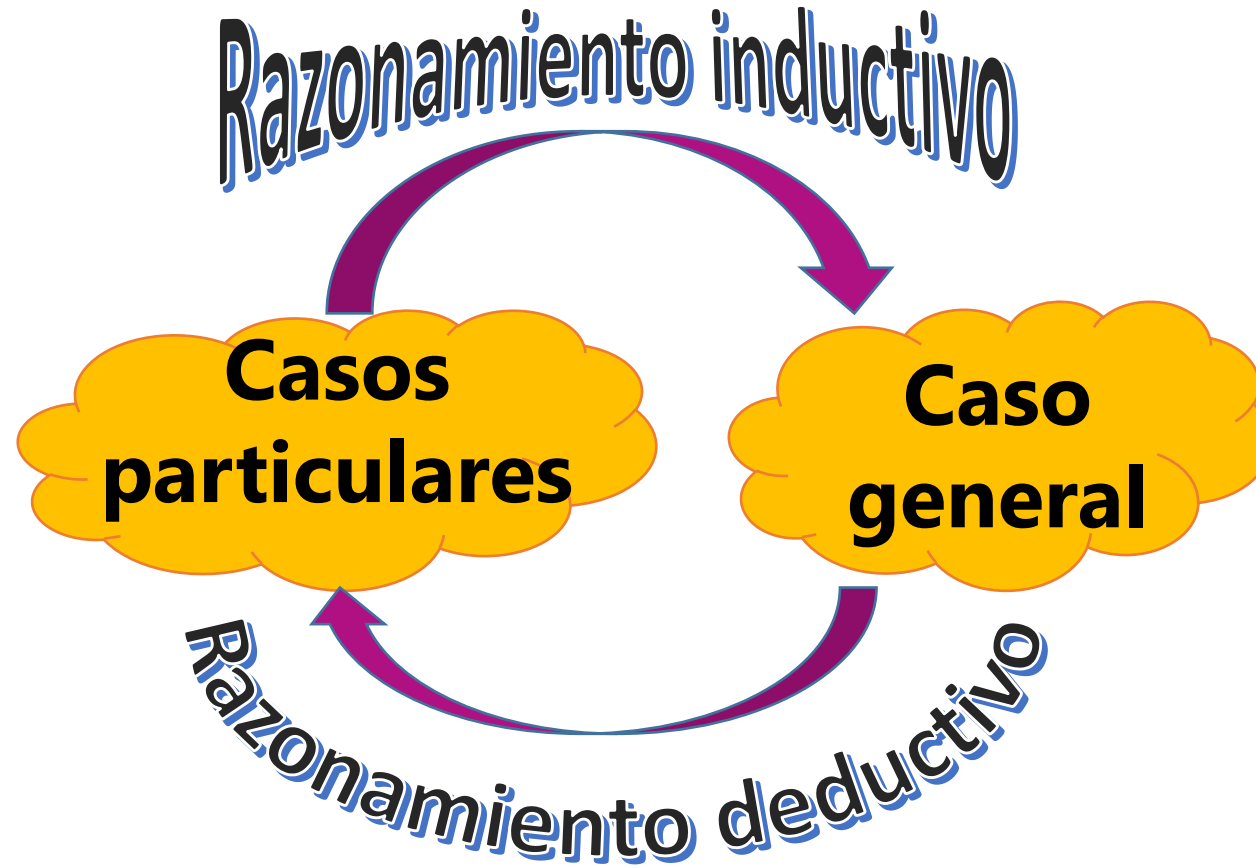 Razonamiento inductivo
Casos
particulares
Caso
general
Razonamiento deductivo